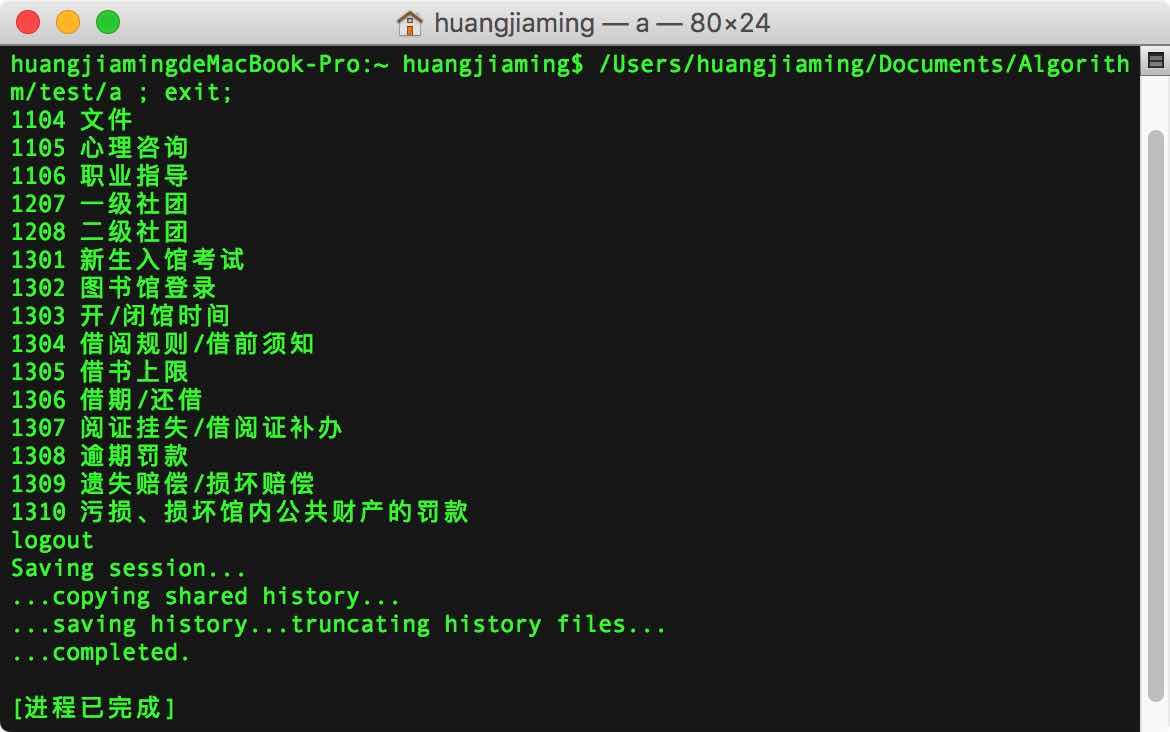 huangjiaming — a — 80×24
huangjiamingdeMacBook-Pro:~ huangjiaming$ /Users/huangjiaming/Documents/Algorith
m/test/a ; exit;
1104 文件
1105 心理咨询
1106 职业指导
1207 一级社团
1208 二级社团
1301 新生入馆考试
1302 图书馆登录
1303 开/闭馆时间
1304 借阅规则/借前须知
1305 借书上限
1306 借期/还借
1307 阅证挂失/借阅证补办
1308 逾期罚款
1309 遗失赔偿/损坏赔偿
1310 污损、损坏馆内公共财产的罚款
logout
Saving session...
...copying shared history...
...saving history...truncating history files...
...completed.
[进程已完成]